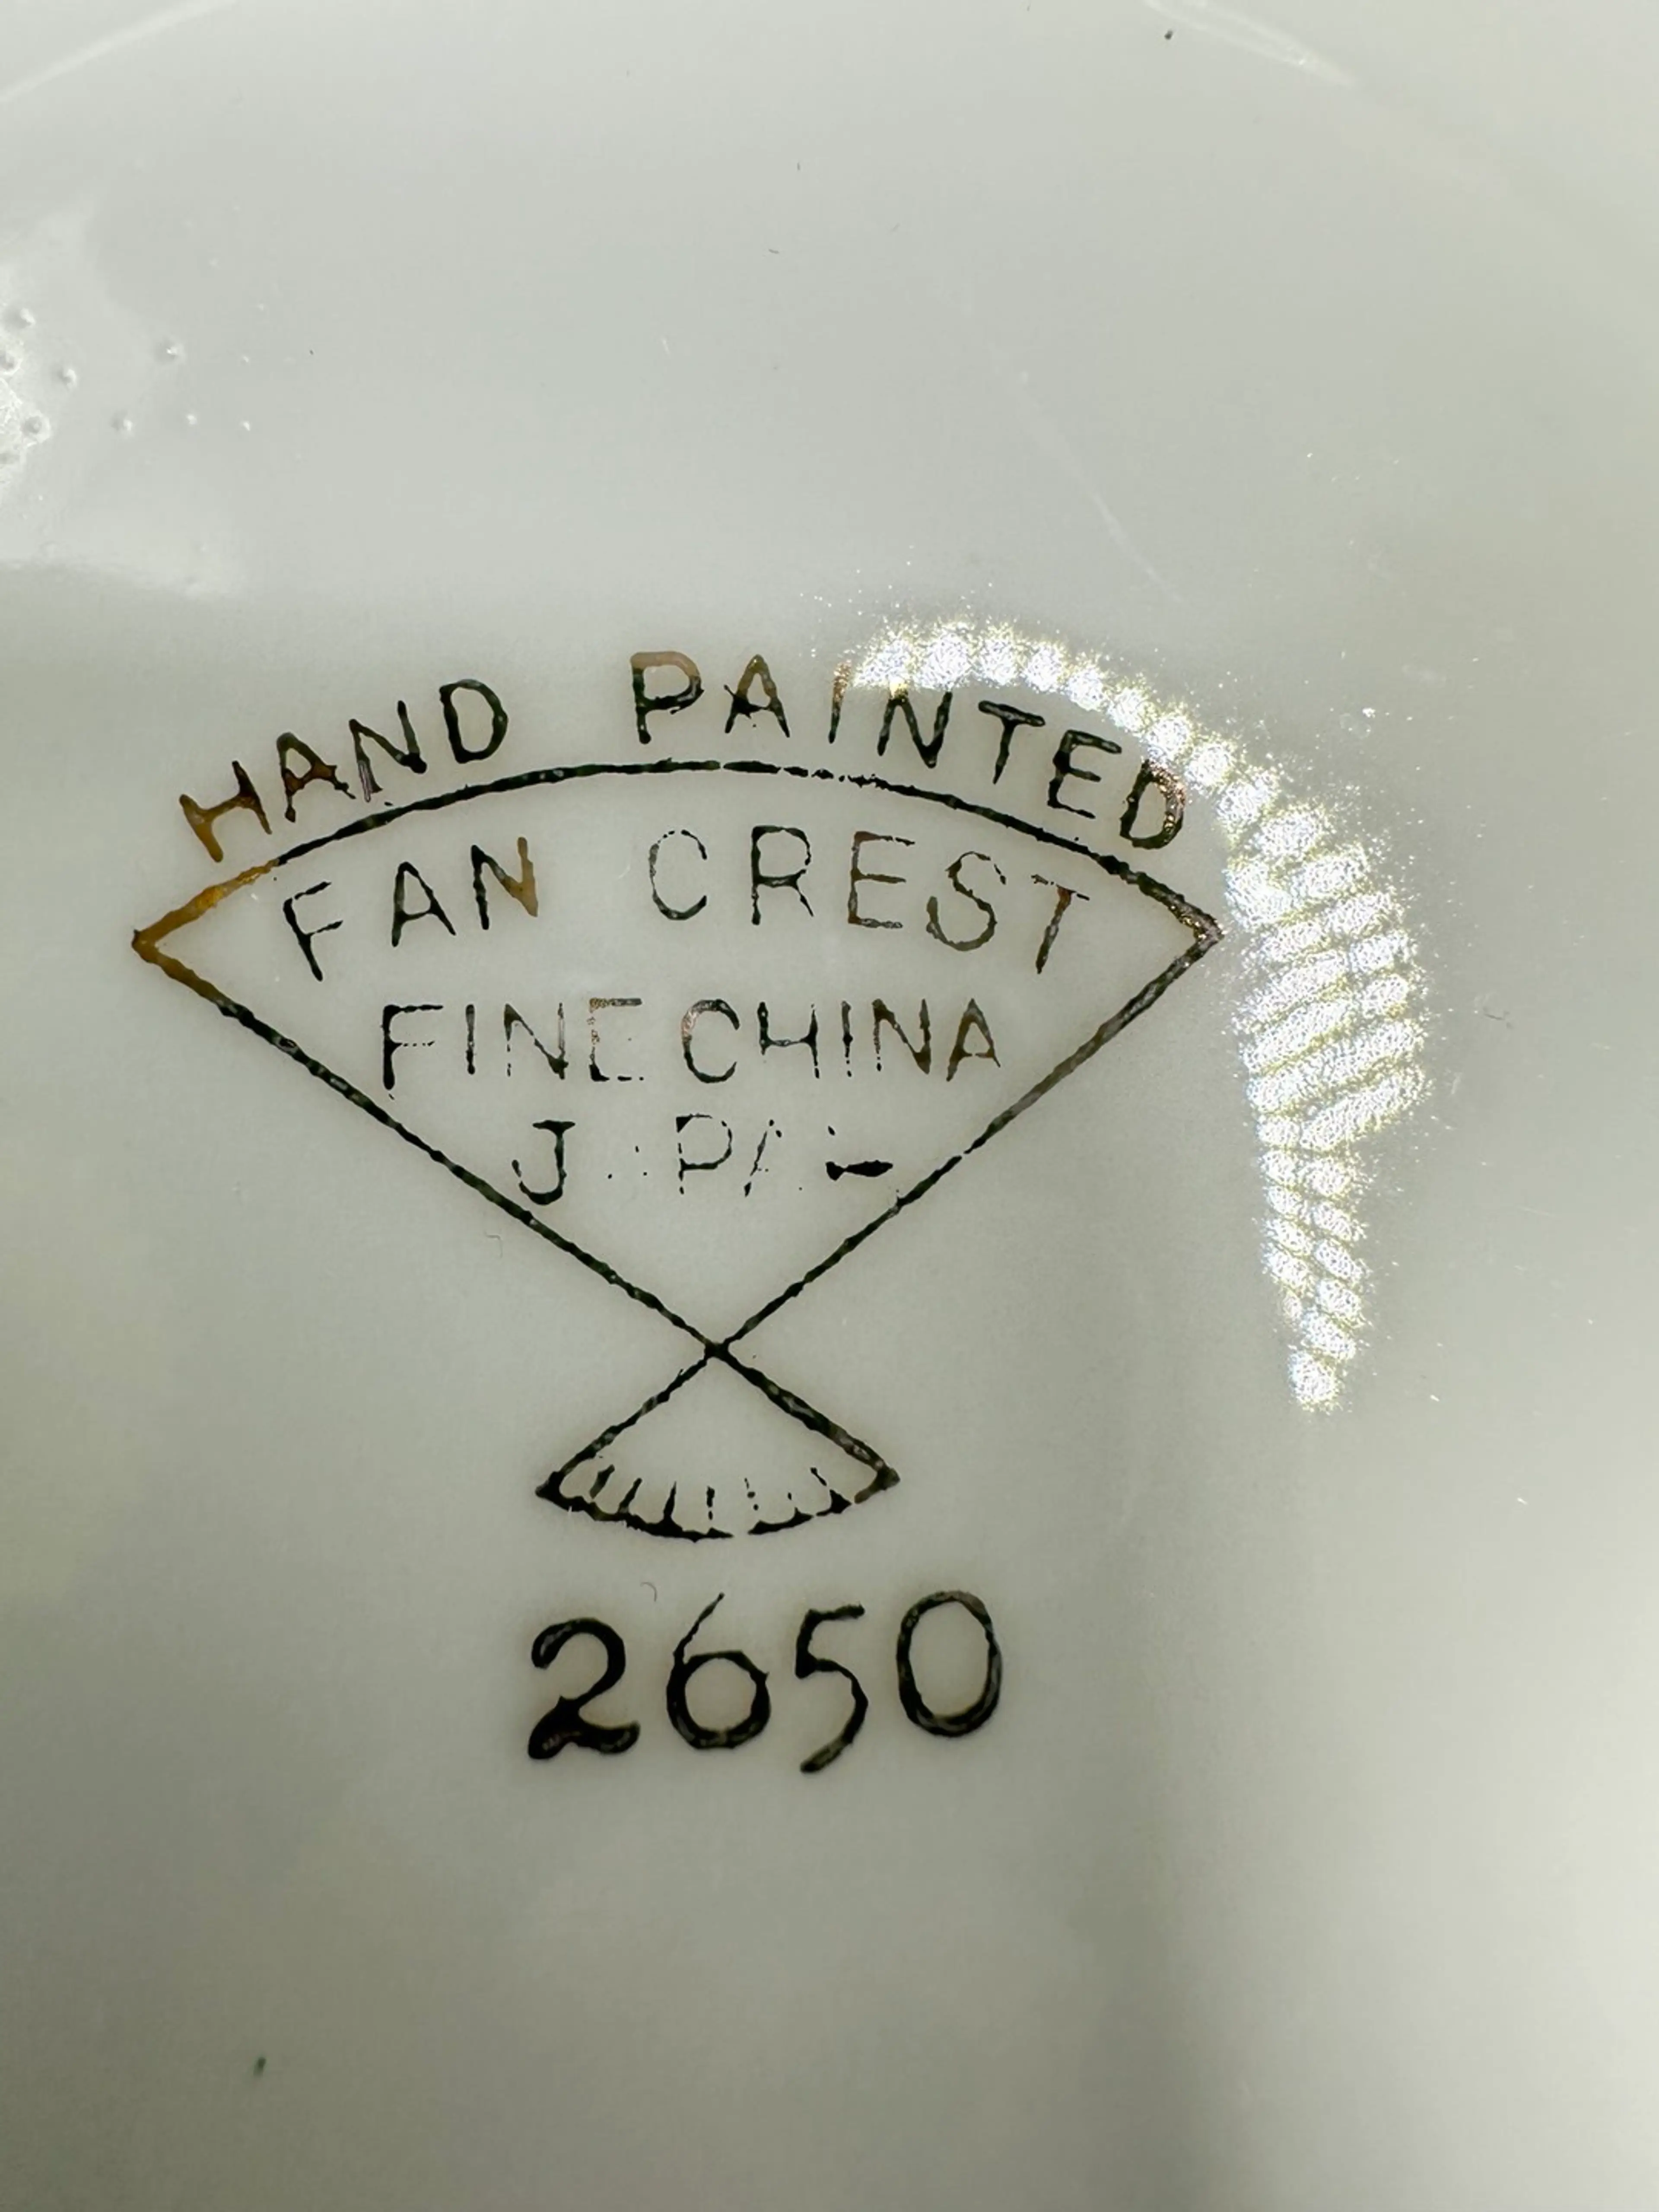 HAND PAINTED
FAN CREST
FINE CHINA
JAPAN
2650